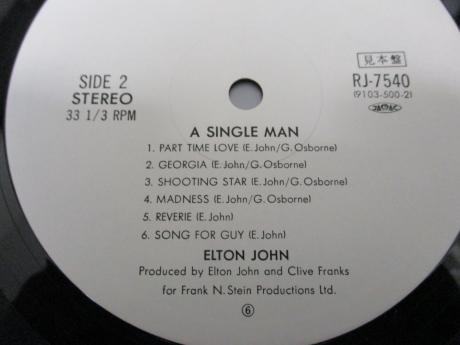 SIDE 2
STEREO
33 1/3 RPM
見本盤
RJ-7540
(9103-500-2)
A SINGLE MAN
1. PART TIME LOVE (E. John/G. Osborne)
2. GEORGIA (E. John/G. Osborne)
3. SHOOTING STAR (E. John/G. Osborne)
4. MADNESS (E. John/G. Osborne)
5. REVERIE (E. John)
6. SONG FOR GUY (E. John)
ELTON JOHN
Produced by Elton John and Clive Franks
for Frank N. Stein Productions Ltd.
⑥